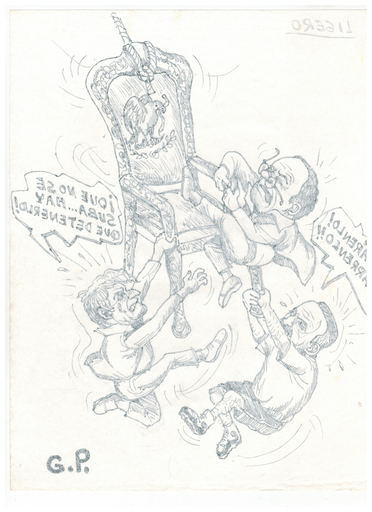 LIGERO
¡QUE NO SE
SUBA...HAY
QUE DETENERLO!
G.P.